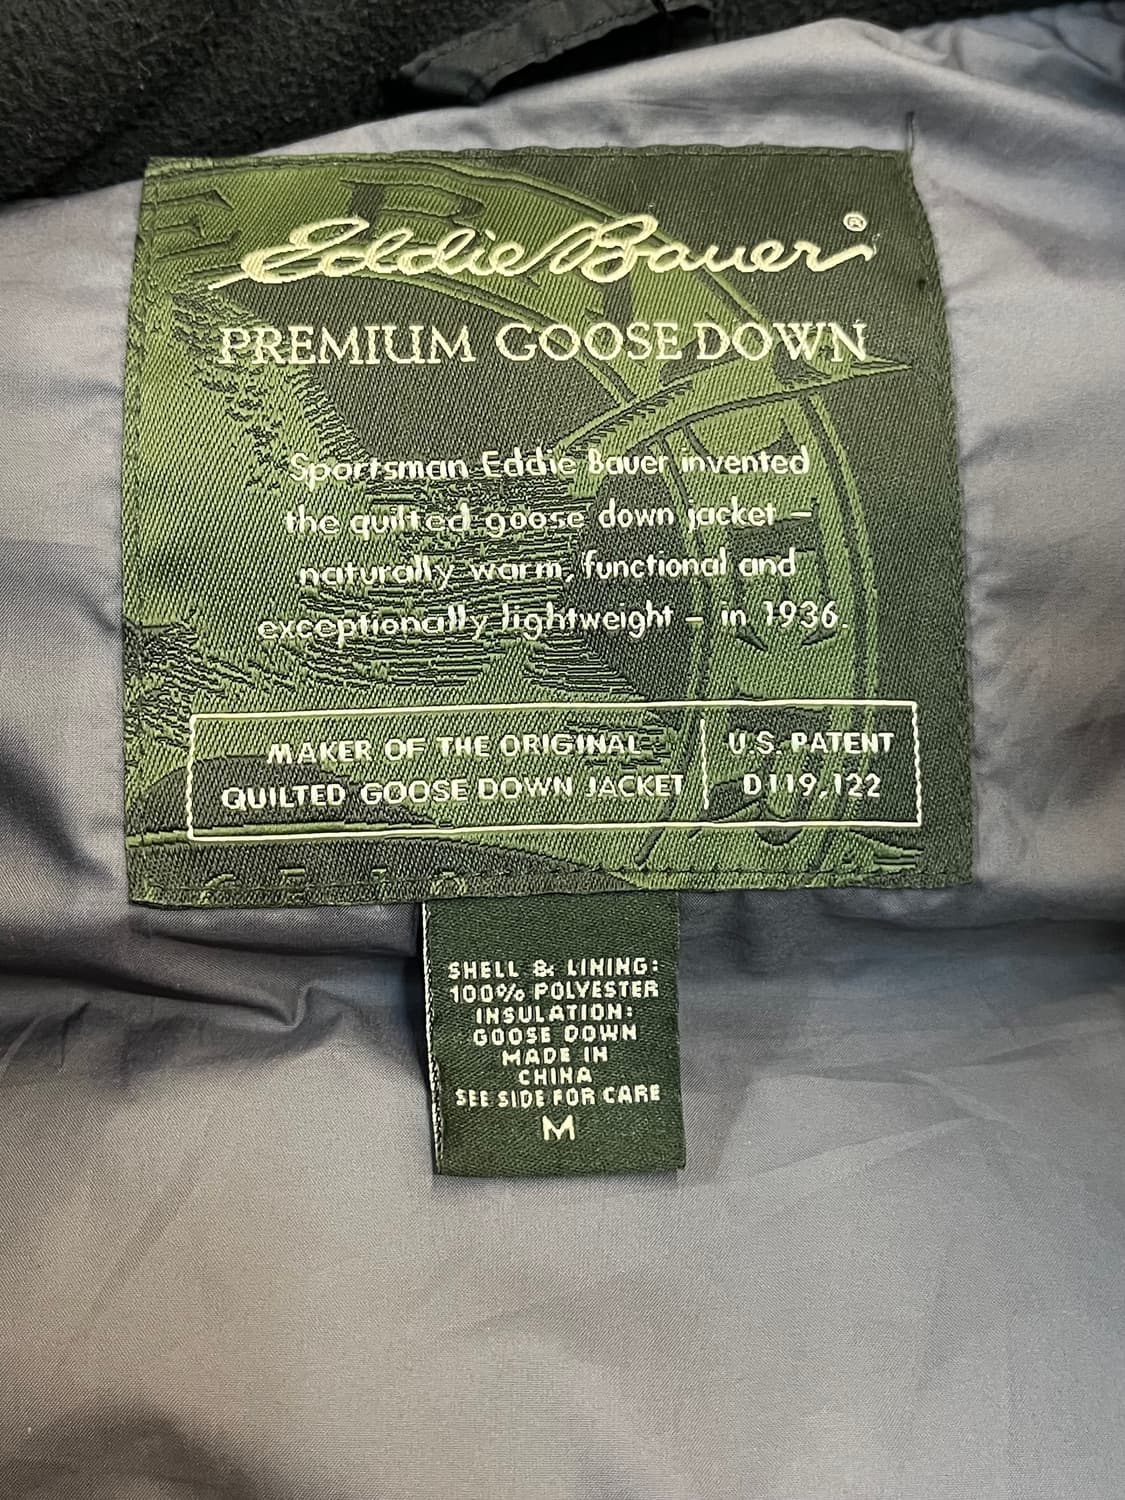 Eddie Bauer®
PREMIUM GOOSE DOWN
Sportsman Eddie Bauer invented
the quilted goose down jacket –
naturally warm, functional and
exceptionally lightweight – in 1936.
MAKER OF THE ORIGINAL
QUILTED GOOSE DOWN JACKET
U.S. PATENT
D119,122
SHELL & LINING:
100% POLYESTER
INSULATION:
GOOSE DOWN
MADE IN
CHINA
SEE SIDE FOR CARE
M